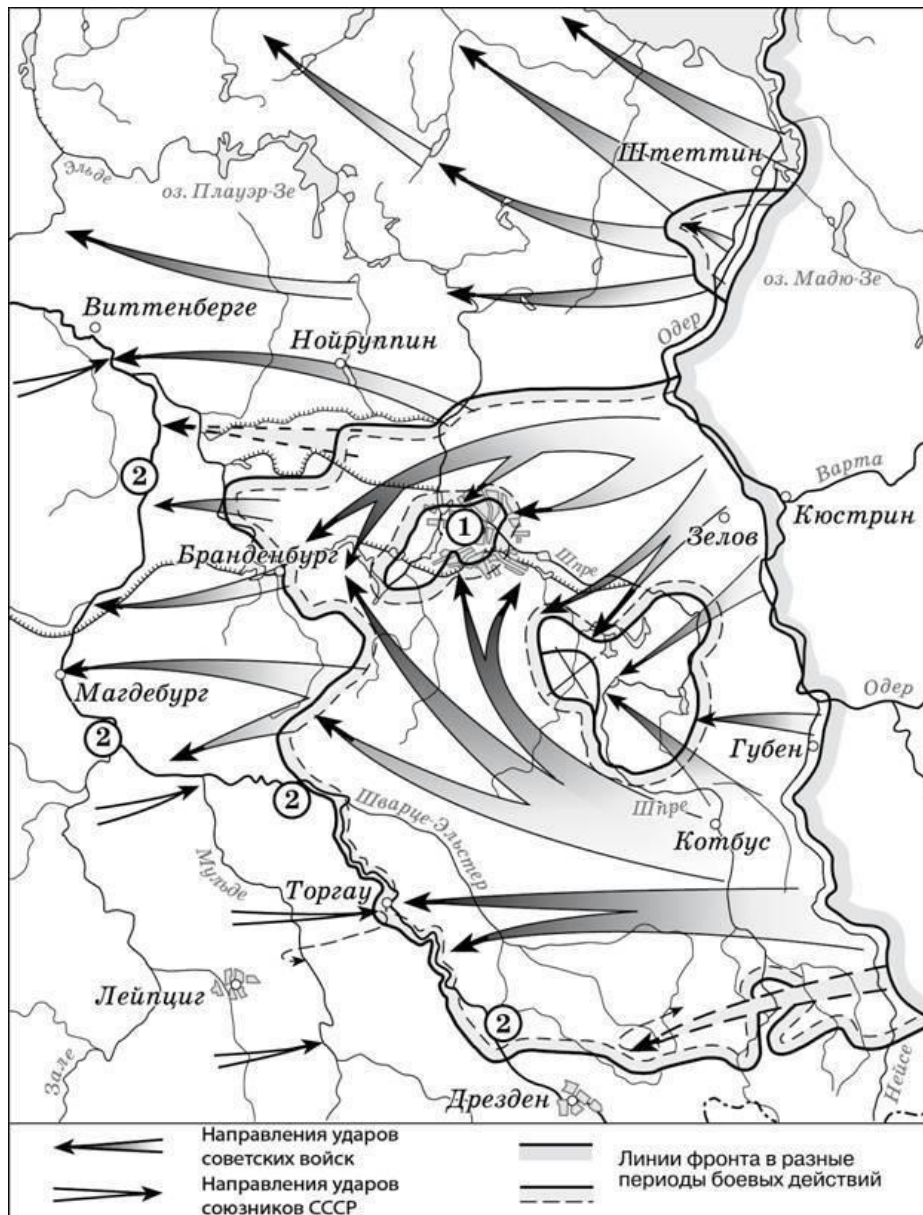 Штеттин
Эльде
оз. Плауэр-Зе
оз. Мадю-Зе
Виттенберге
Одер
Нойруппин
Варта
2
1
Кюстрин
Зелов
Бранденбург
Шпре
Магдебург
Одер
2
Губен
2
Шварце-Эльстер
Шпре
Котбус
Мульде
Торгау
Лейпциг
2
Зале
Дрезден
Нейсе
Направления ударов
советских войск
Направления ударов
союзников СССР
Линии фронта в разные
периоды боевых действий